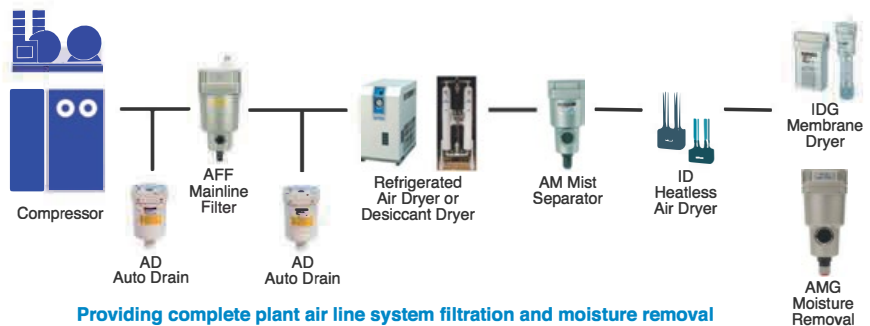 Compressor
AD
Auto Drain
AFF
Mainline
Filter
AD
Auto Drain
Refrigerated
Air Dryer or
Desiccant Dryer
AM Mist
Separator
ID
Heatless
Air Dryer
IDG
Membrane
Dryer
AMG
Moisture
Removal
Providing complete plant air line system filtration and moisture removal